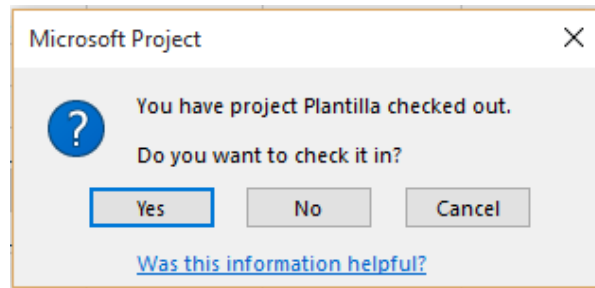 Microsoft Project
You have project Plantilla checked out.
Do you want to check it in?
Yes No Cancel
Was this information helpful?